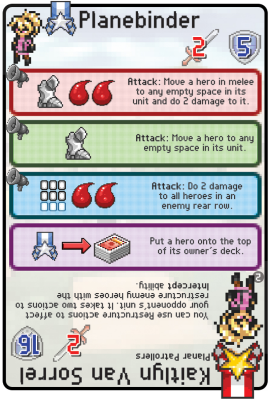 Planebinder
2
5
Attack: Move a hero in melee
to any empty space in its
unit and do 2 damage to it.
Attack: Move a hero to any
empty space in its unit.
Attack: Do 2 damage
to all heroes in an
enemy rear row.
Put a hero onto the top
of its owner's deck.
Kaitlyn Van Sorrel
Planar Patrollers
2
16
You can use Restructure Actions to affect
your opponent's unit. It takes two actions to
restructure enemy heroes with the
Intercept ability.